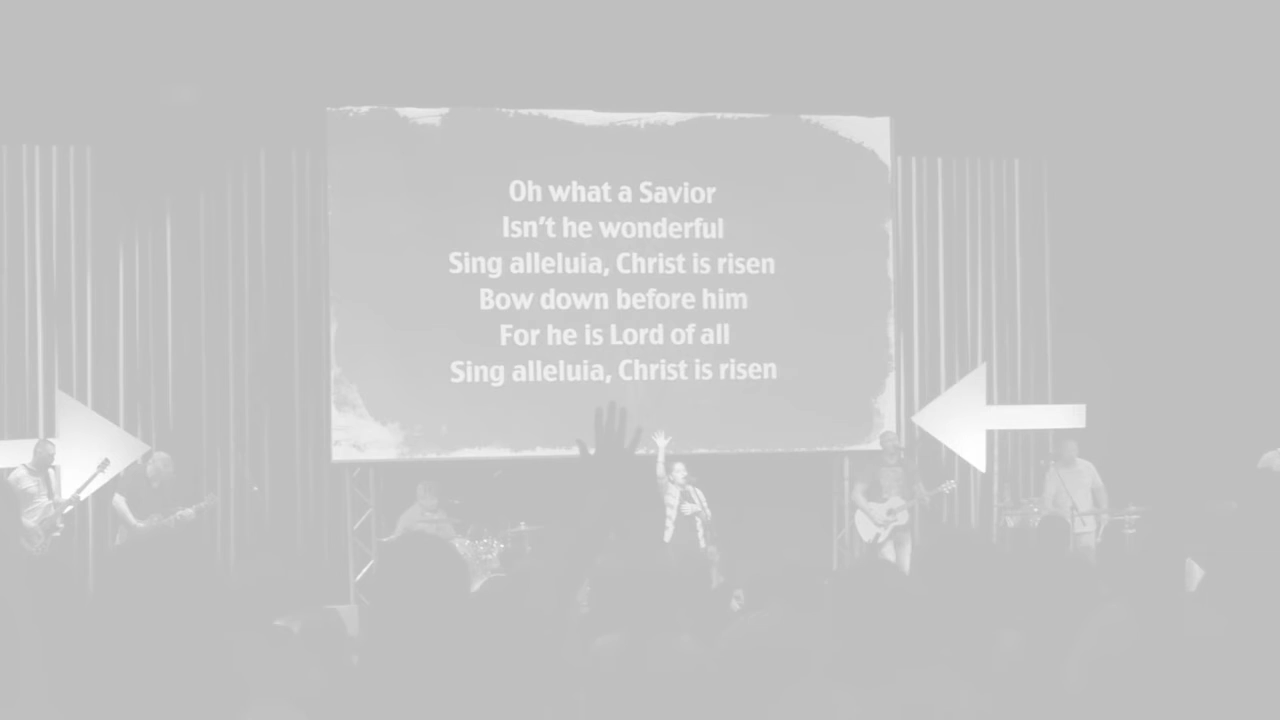 Oh what a Savior
Isn't he wonderful
Sing alleluia, Christ is risen
Bow down before him
For he is Lord of all
Sing alleluia, Christ is risen